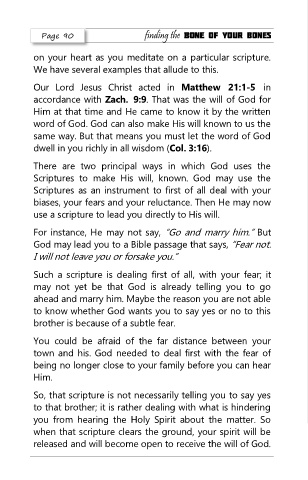 Page 90
finding the BONE OF YOUR BONES
on your heart as you meditate on a particular scripture.
We have several examples that allude to this.
Our Lord Jesus Christ acted in Matthew 21:1-5 in
accordance with Zach. 9:9. That was the will of God for
Him at that time and He came to know it by the written
word of God. God can also make His will known to us the
same way. But that means you must let the word of God
dwell in you richly in all wisdom (Col. 3:16).
There are two principal ways in which God uses the
Scriptures to make His will, known. God may use the
Scriptures as an instrument to first of all deal with your
biases, your fears and your reluctance. Then He may now
use a scripture to lead you directly to His will.
For instance, He may not say, "Go and marry him." But
God may lead you to a Bible passage that says, "Fear not.
I will not leave you or forsake you."
Such a scripture is dealing first of all, with your fear; it
may not yet be that God is already telling you to go
ahead and marry him. Maybe the reason you are not able
to know whether God wants you to say yes or no to this
brother is because of a subtle fear.
You could be afraid of the far distance between your
town and his. God needed to deal first with the fear of
being no longer close to your family before you can hear
Him.
So, that scripture is not necessarily telling you to say yes
to that brother; it is rather dealing with what is hindering
you from hearing the Holy Spirit about the matter. So
when that scripture clears the ground, your spirit will be
released and will become open to receive the will of God.